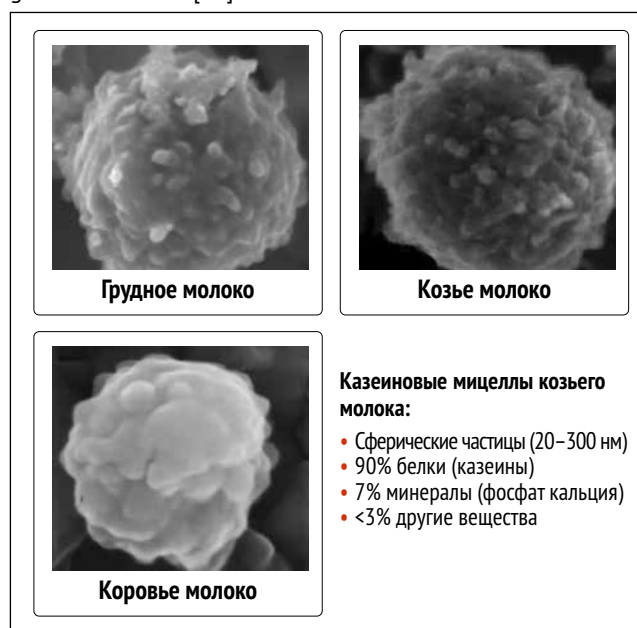 Грудное молоко
Козье молоко
Коровье молоко
Казеиновые мицеллы козьего
молока:
• Сферические частицы (20–300 нм)
• 90% белки (казеины)
• 7% минералы (фосфат кальция)
• <3% другие вещества